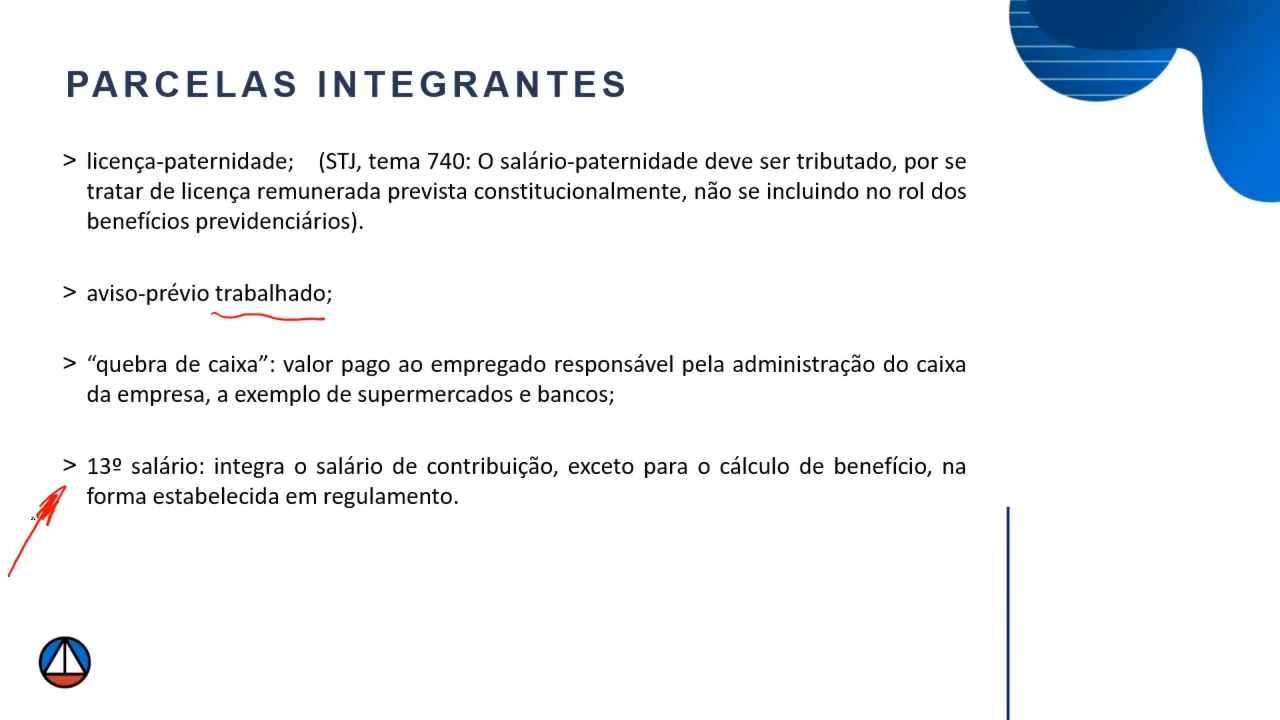 PARCELAS INTEGRANTES
> licença-paternidade; (STJ, tema 740: O salário-paternidade deve ser tributado, por se
tratar de licença remunerada prevista constitucionalmente, não se incluindo no rol dos
benefícios previdenciários).
> aviso-prévio trabalhado;
> “quebra de caixa”: valor pago ao empregado responsável pela administração do caixa
da empresa, a exemplo de supermercados e bancos;
> 13º salário: integra o salário de contribuição, exceto para o cálculo de benefício, na
forma estabelecida em regulamento.